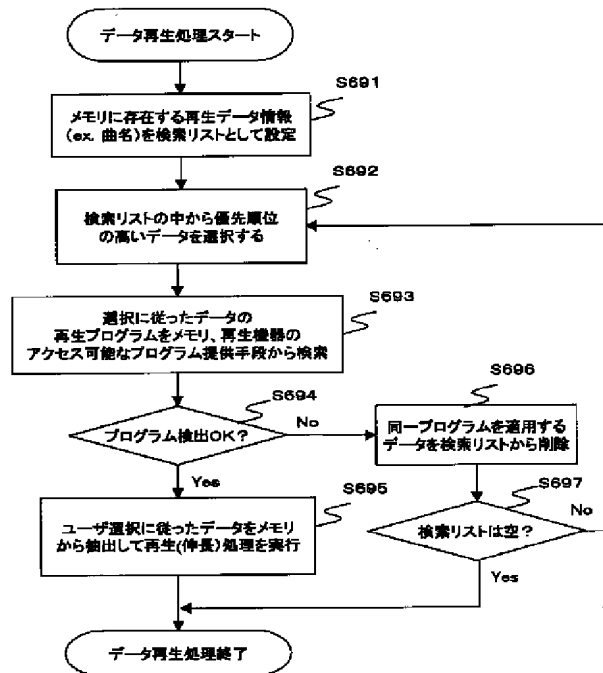 データ再生処理スタート
S691
メモリに存在する再生データ情報
(ex. 曲名)を検索リストとして設定
S692
検索リストの中から優先順位
の高いデータを選択する
S693
選択に従ったデータの
再生プログラムをメモリ、再生機器の
アクセス可能なプログラム提供手段から検索
S694
プログラム検出OK?
No
Yes
S696
同一プログラムを適用する
データを検索リストから削除
S695
ユーザ選択に従ったデータをメモリ
から抽出して再生(伸長)処理を実行
S697
検索リストは空?
No
Yes
データ再生処理終了